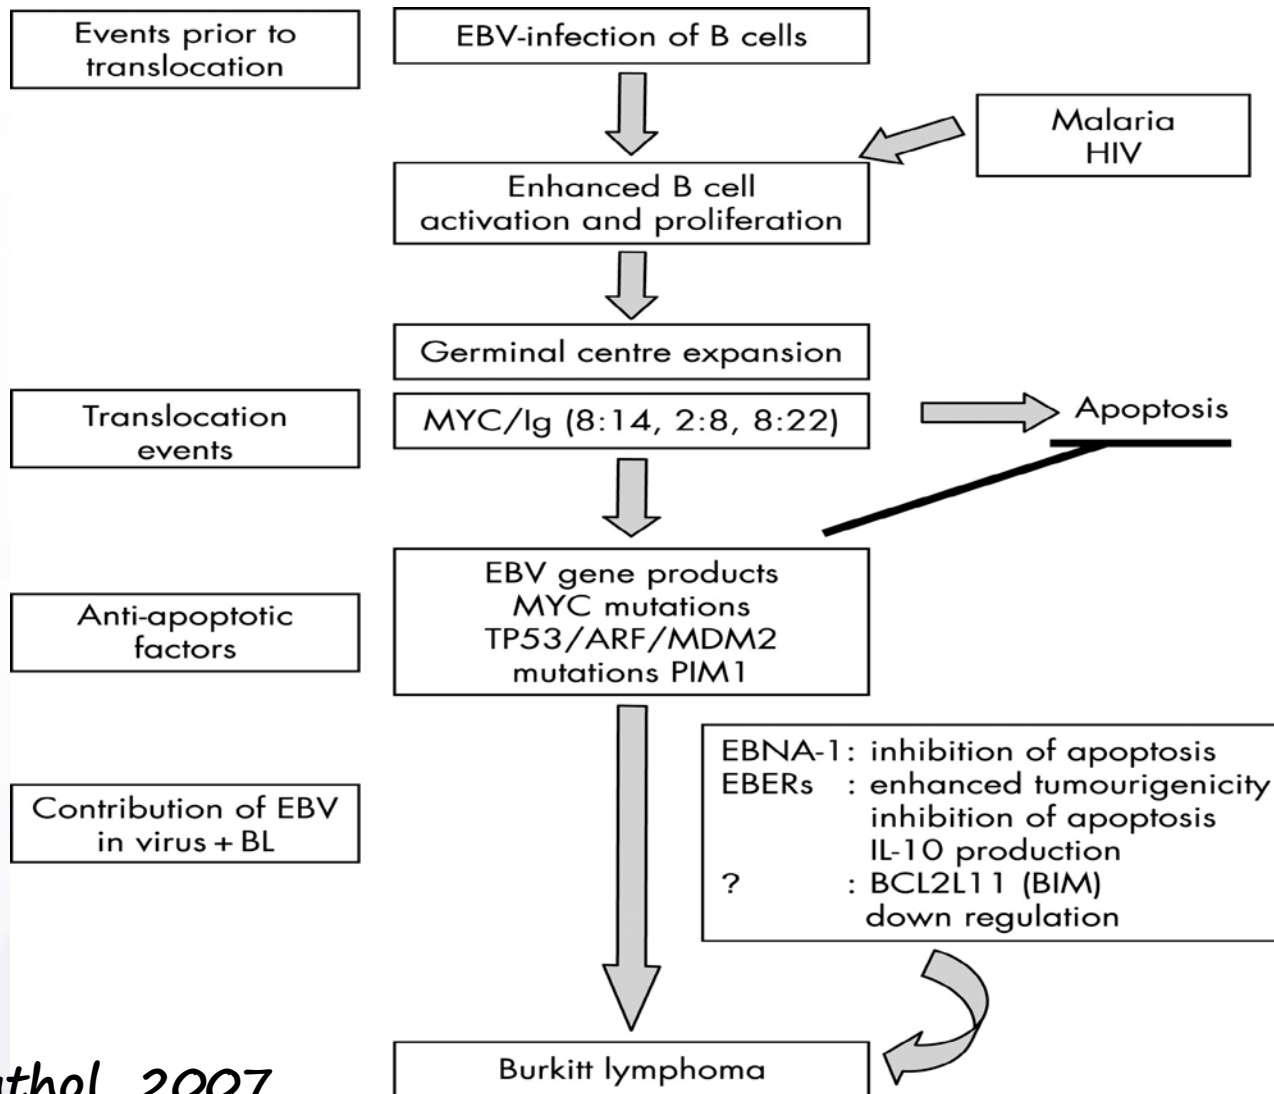 Events prior to
translocation
EBV-infection of B cells
Malaria
HIV
Enhanced B cell
activation and proliferation
Germinal centre expansion
Translocation
events
MYC/Ig (8:14, 2:8, 8:22)
Apoptosis
Anti-apoptotic
factors
EBV gene products
MYC mutations
TP53/ARF/MDM2
mutations PIM1
Contribution of EBV
in virus + BL
EBNA-1: inhibition of apoptosis
EBERs : enhanced tumourigenicity
inhibition of apoptosis
IL-10 production
? : BCL2L11 (BIM)
down regulation
Burkitt lymphoma
2007